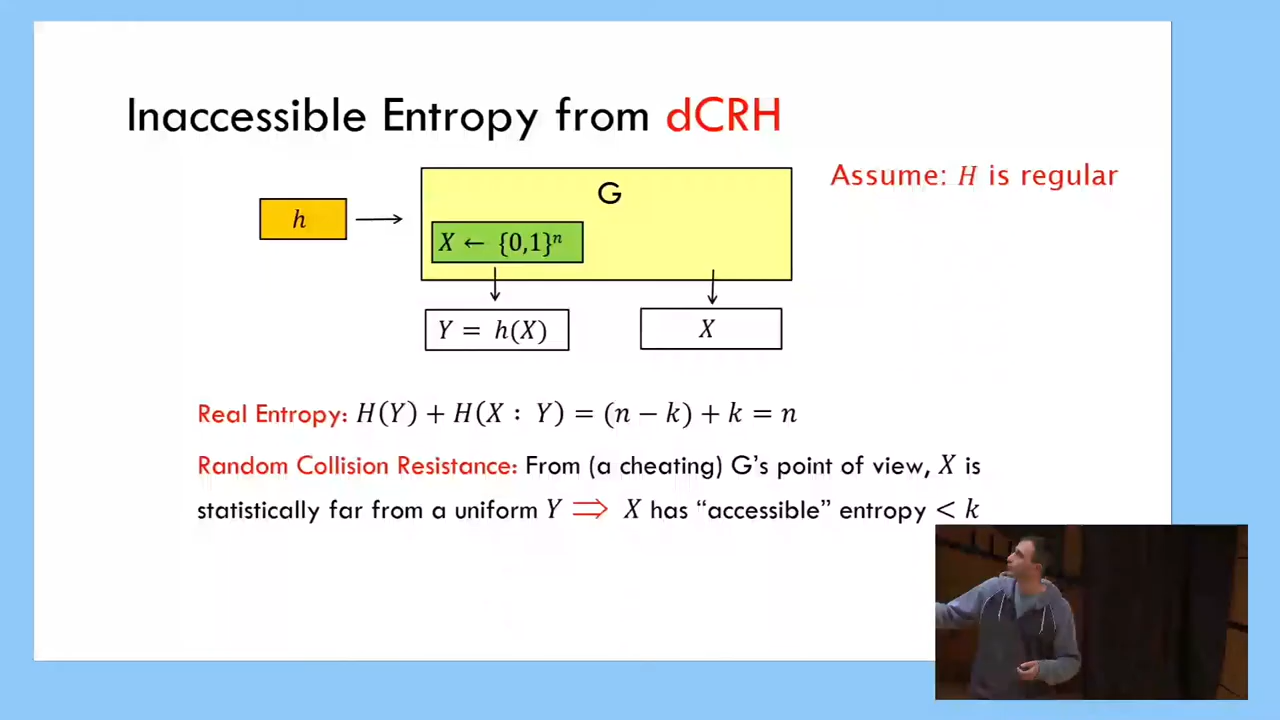 Inaccessible Entropy from dCRH
Assume: H is regular
G
h
X ← {0,1}ⁿ
Y = h(X)
X
Real Entropy: H(Y) + H(X : Y) = (n − k) + k = n
Random Collision Resistance: From (a cheating) G's point of view, X is
statistically far from a uniform Y ⟹ X has “accessible” entropy < k